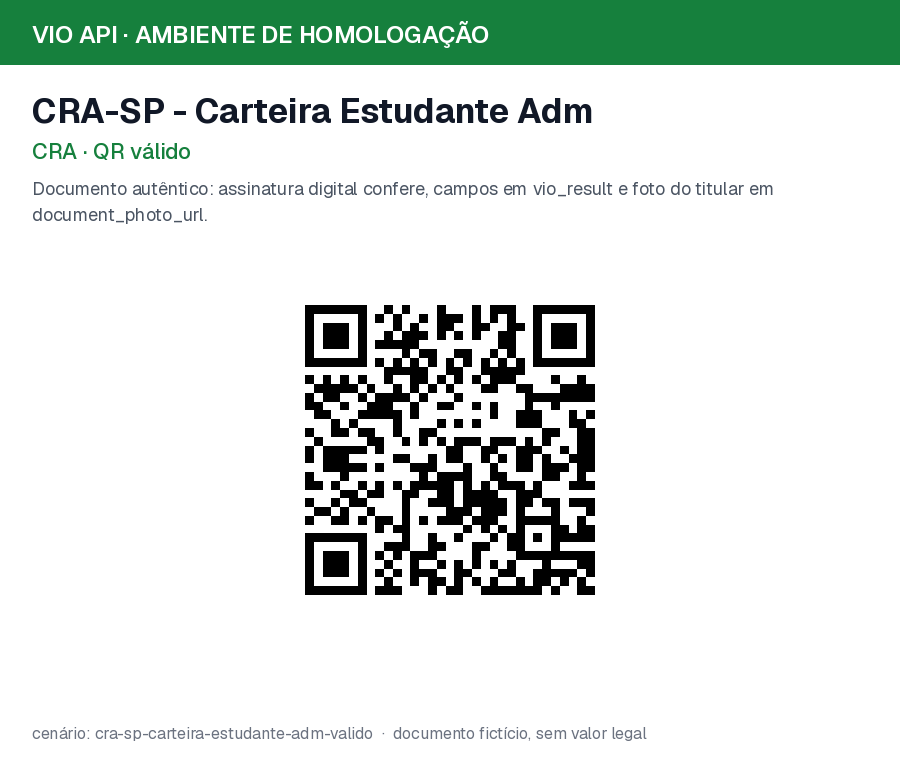 VIO API · AMBIENTE DE HOMOLOGAÇÃO
CRA-SP - Carteira Estudante Adm
CRA · QR válido
Documento autêntico: assinatura digital confere, campos em vio_result e foto do titular em
document_photo_url.
cenário: cra-sp-carteira-estudante-adm-valido · documento fictício, sem valor legal